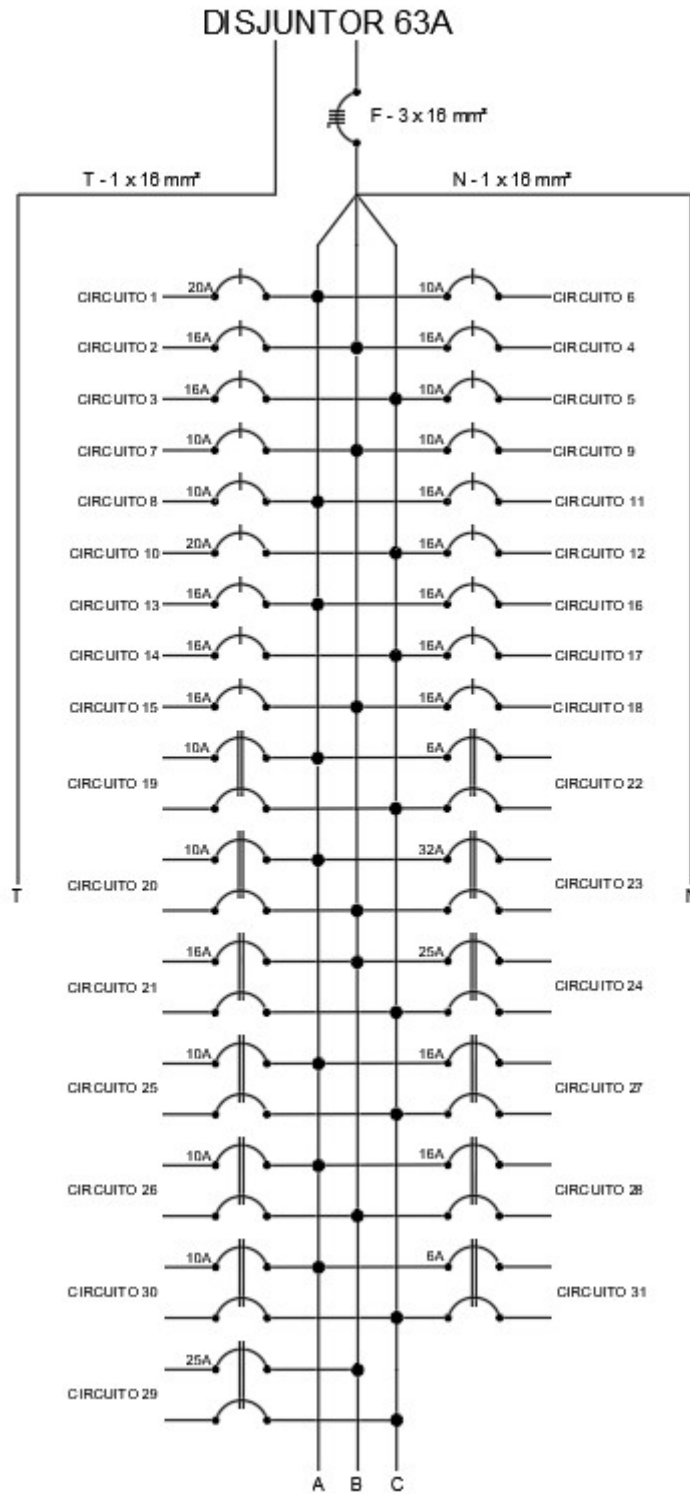 DISJUNTOR 63A
F - 3 x 16 mm²
T - 1 x 16 mm²
N - 1 x 16 mm²
CIRCUITO 1
20A
10A
CIRCUITO 6
CIRCUITO 2
16A
16A
CIRCUITO 4
CIRCUITO 3
16A
10A
CIRCUITO 5
CIRCUITO 7
10A
10A
CIRCUITO 9
CIRCUITO 8
10A
16A
CIRCUITO 11
CIRCUITO 10
20A
16A
CIRCUITO 12
CIRCUITO 13
16A
16A
CIRCUITO 16
CIRCUITO 14
16A
16A
CIRCUITO 17
CIRCUITO 15
16A
16A
CIRCUITO 18
10A
6A
CIRCUITO 19
CIRCUITO 22
10A
32A
CIRCUITO 20
CIRCUITO 23
T
N
16A
25A
CIRCUITO 21
CIRCUITO 24
10A
16A
CIRCUITO 25
CIRCUITO 27
10A
16A
CIRCUITO 26
CIRCUITO 28
10A
6A
CIRCUITO 30
CIRCUITO 31
25A
CIRCUITO 29
A B C